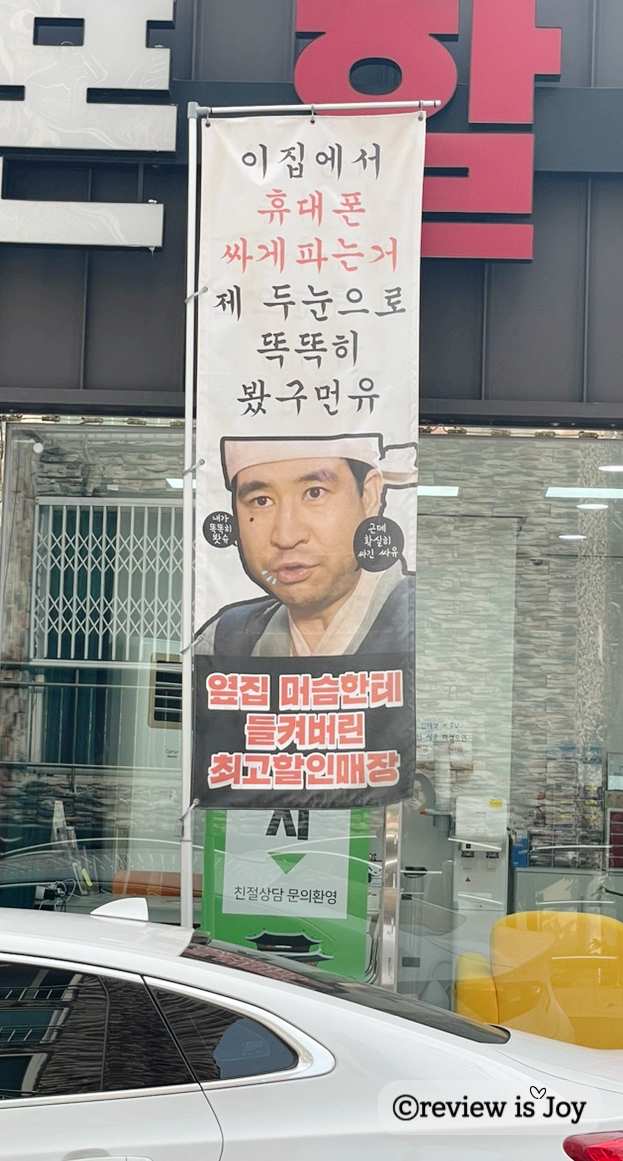 할
이집에서
휴대폰
싸게파는거
제 두눈으로
똑똑히
봤구먼유
내가
똑똑히
봣슈
근데
확실히
싸긴 싸유
옆집 머슴한테
들켜버린
최고할인매장
시
친절상담 문의환영
©review is Joy